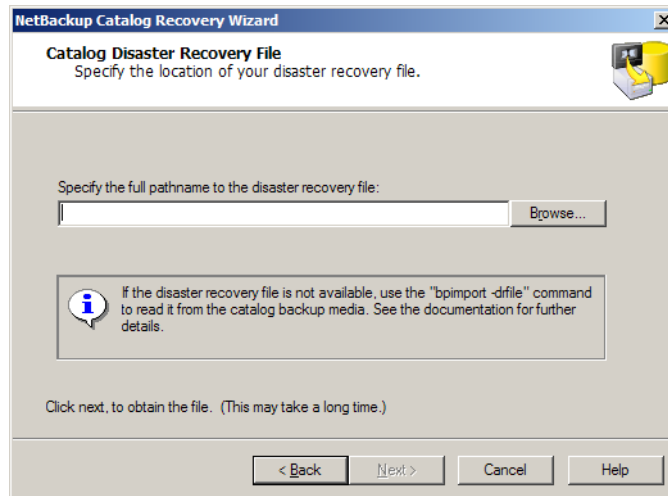 NetBackup Catalog Recovery Wizard
Catalog Disaster Recovery File
Specify the location of your disaster recovery file.
Specify the full pathname to the disaster recovery file:
Browse...
If the disaster recovery file is not available, use the "bpimport -drfile" command
to read it from the catalog backup media. See the documentation for further
details.
Click next, to obtain the file. (This may take a long time.)
< Back
Next >
Cancel
Help